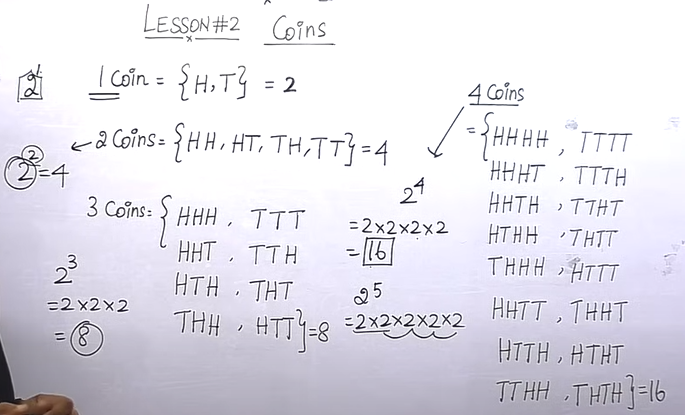 LESSON#2 COINS
2¹ 1 Coin = {H, T} = 2
2² = 4 2 Coins = {HH, HT, TH, TT} = 4
3 Coins = {HHH , TTT
HHT , TTH
HTH , THT
THH , HTT} = 8
2³
= 2×2×2
= 8
2⁴
= 2×2×2×2
= 16
2⁵
= 2×2×2×2×2
4 Coins
= {HHHH , TTTT
HHHT , TTTH
HHTH , TTHT
HTHH , THTT
THHH , HTTT
HHTT , THHT
HTTH , HTHT
TTHH , THTH} = 16